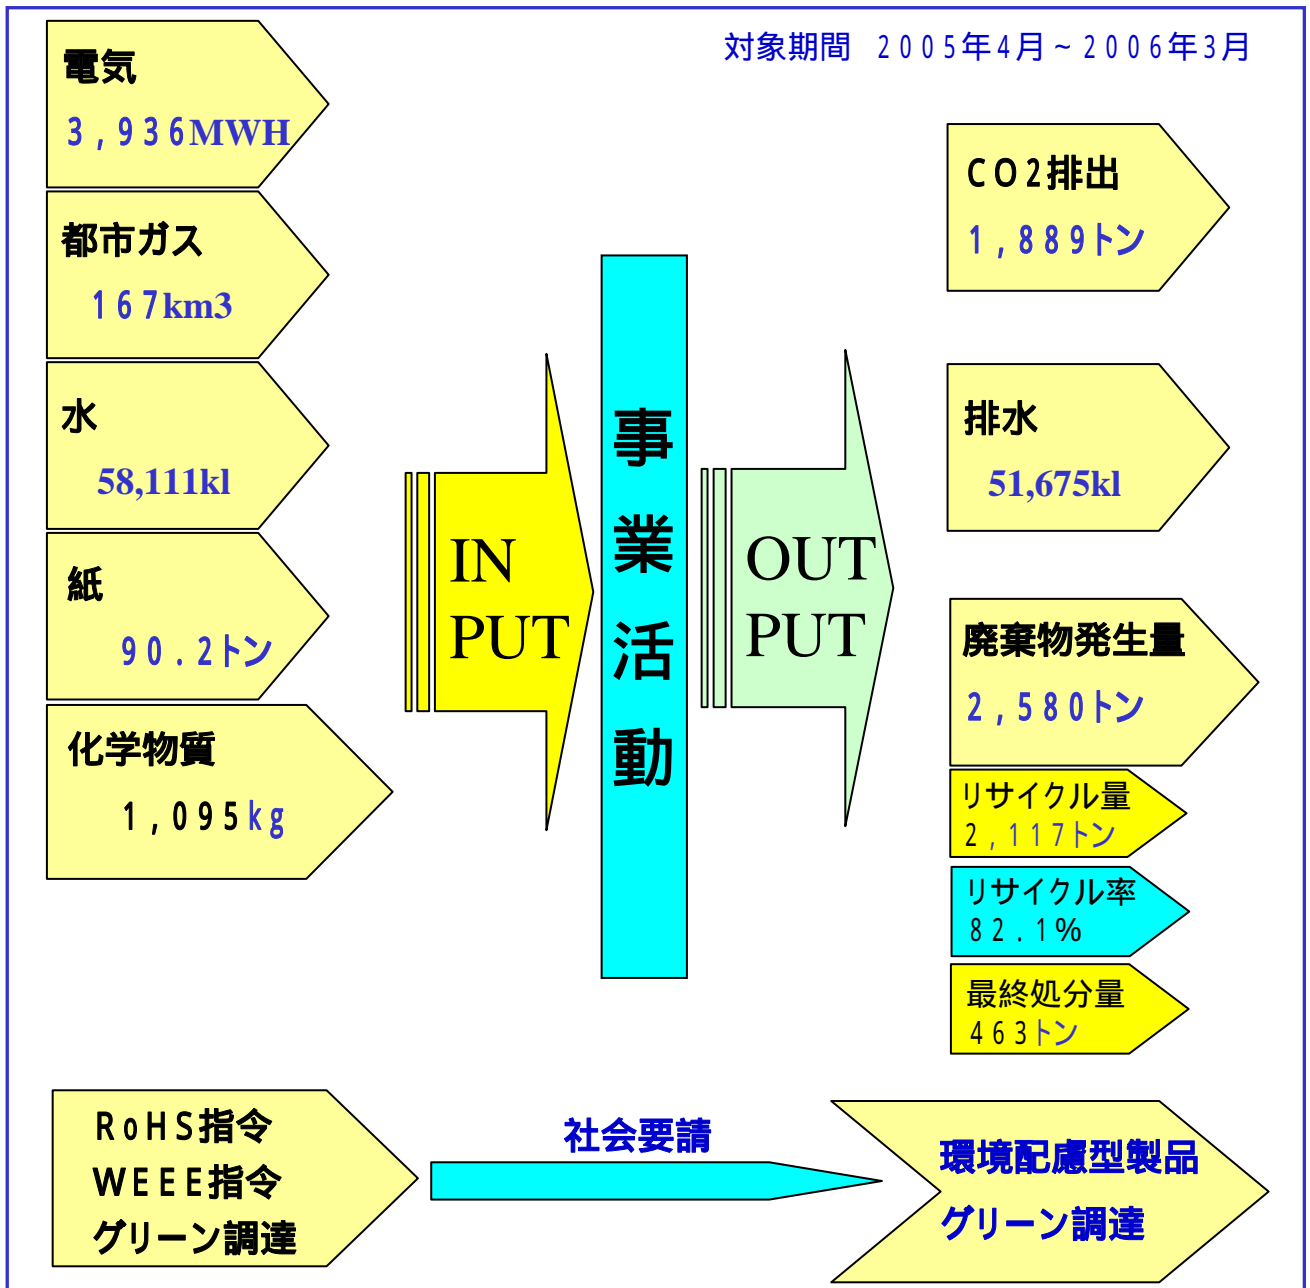 対象期間 2005年4月~2006年3月
電気
3,936MWH
都市ガス
167km3
水
58,111kl
紙
90.2トン
化学物質
1,095kg
IN
PUT
事業活動
OUT
PUT
CO2排出
1,889トン
排水
51,675kl
廃棄物発生量
2,580トン
リサイクル量
2,117トン
リサイクル率
82.1%
最終処分量
463トン
RoHS指令
WEEE指令
グリーン調達
社会要請
環境配慮型製品
グリーン調達